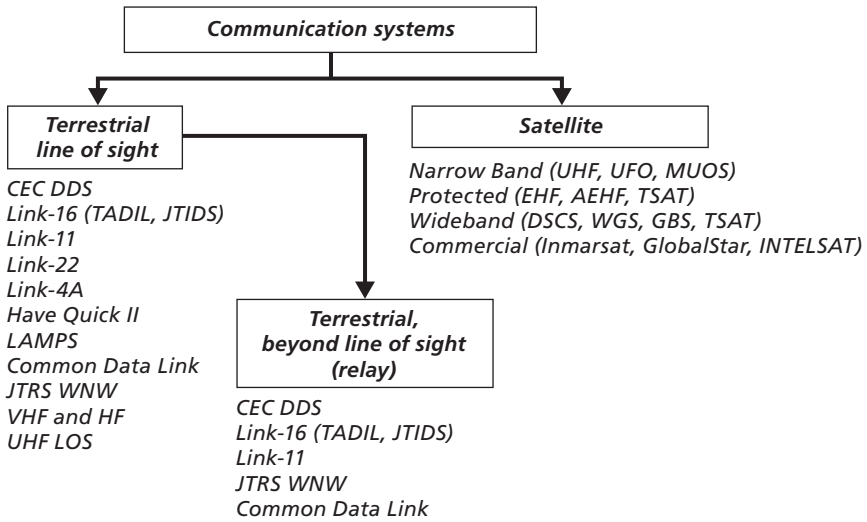 Communication systems
Terrestrial
line of sight
CEC DDS
Link-16 (TADIL, JTIDS)
Link-11
Link-22
Link-4A
Have Quick II
LAMPS
Common Data Link
JTRS WNW
VHF and HF
UHF LOS
Terrestrial,
beyond line of sight
(relay)
CEC DDS
Link-16 (TADIL, JTIDS)
Link-11
JTRS WNW
Common Data Link
Satellite
Narrow Band (UHF, UFO, MUOS)
Protected (EHF, AEHF, TSAT)
Wideband (DSCS, WGS, GBS, TSAT)
Commercial (Inmarsat, GlobalStar, INTELSAT)